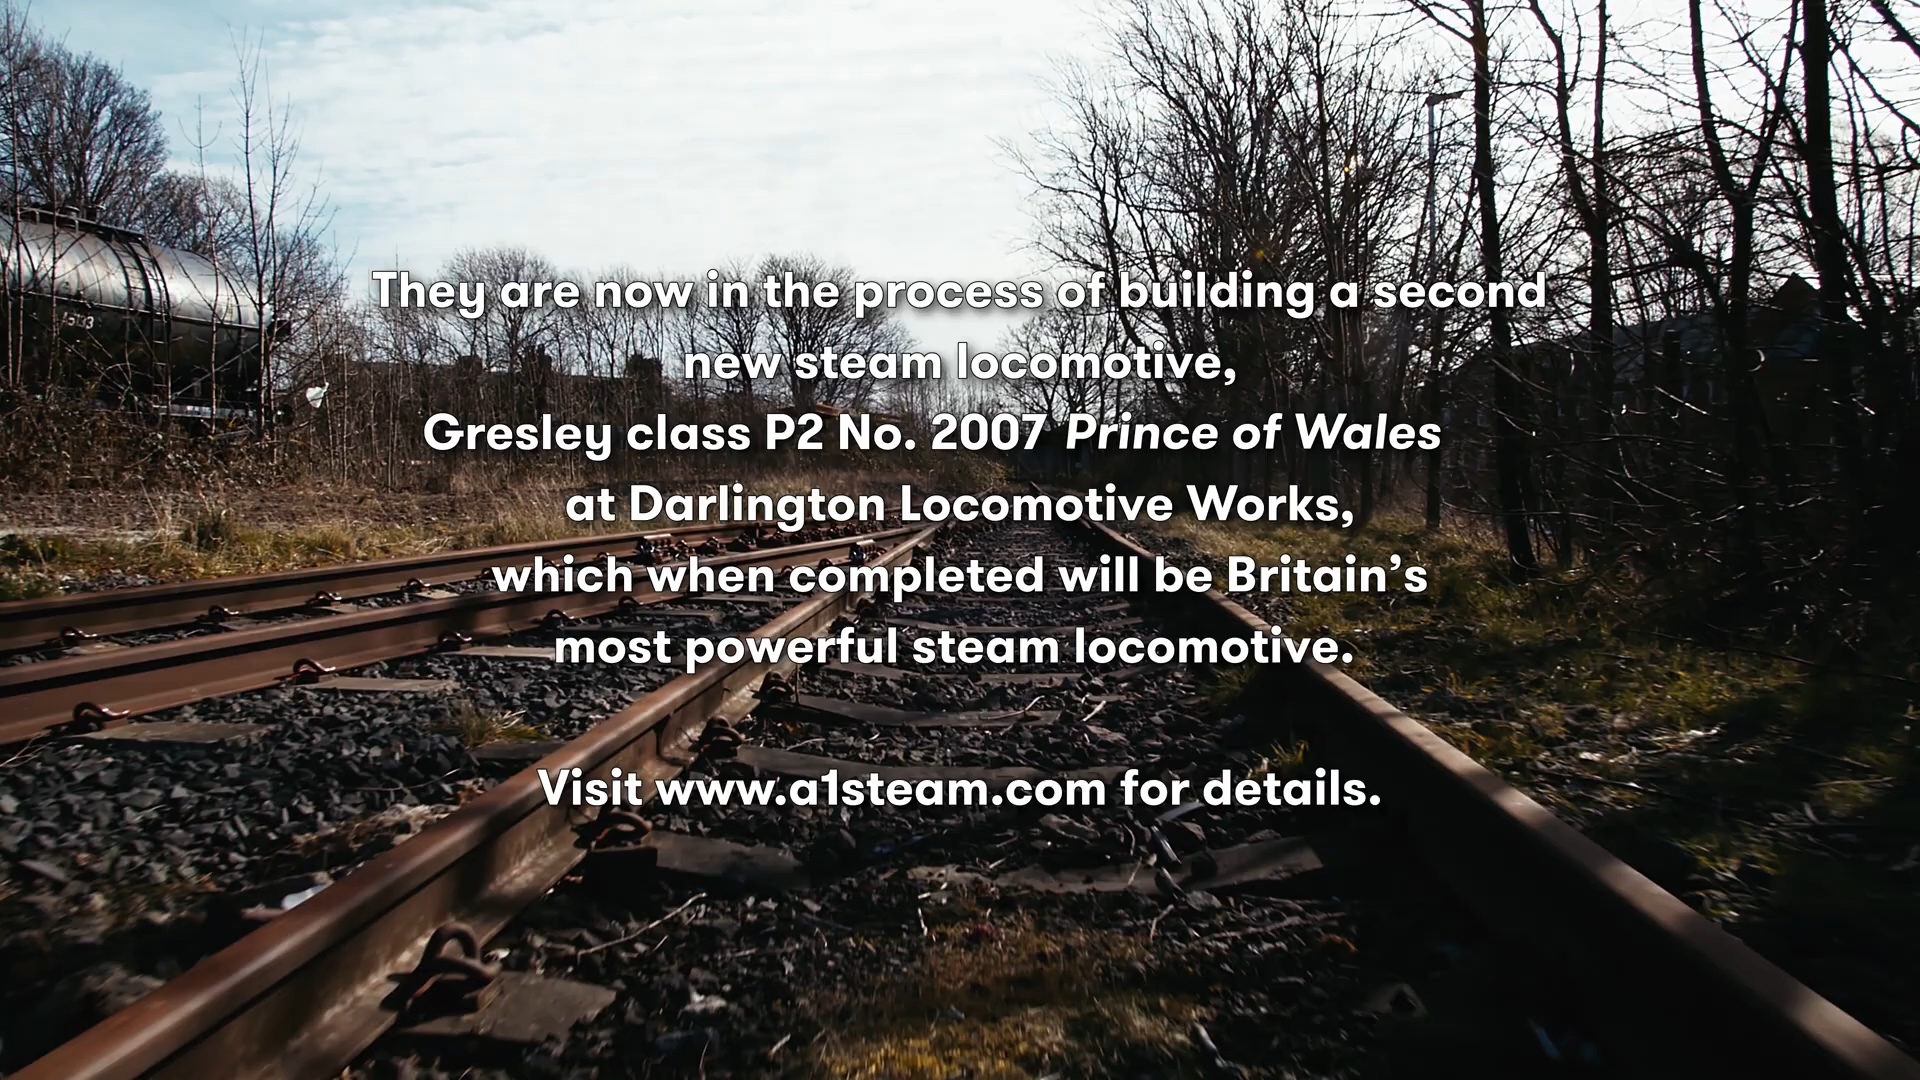 They are now in the process of building a second
new steam locomotive,
Gresley class P2 No. 2007 Prince of Wales
at Darlington Locomotive Works,
which when completed will be Britain’s
most powerful steam locomotive.
Visit www.a1steam.com for details.